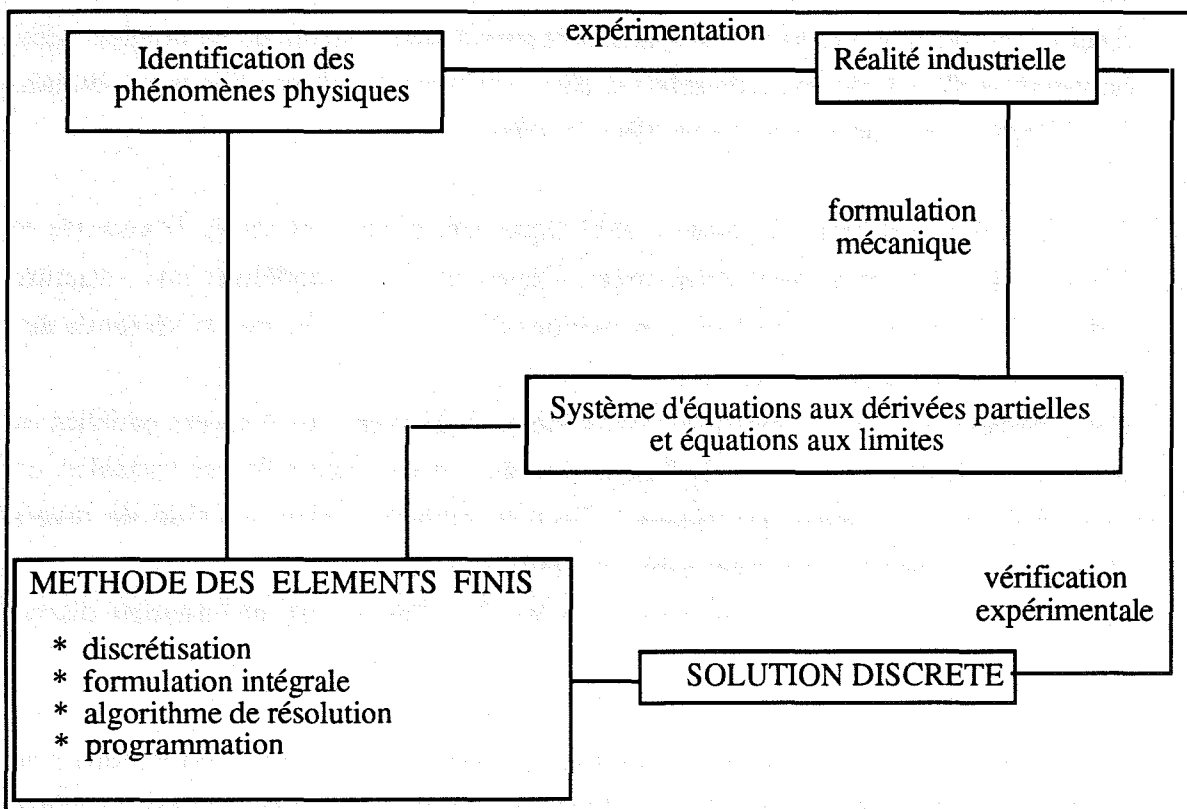 expérimentation
Identification des
phénomènes physiques
Réalité industrielle
formulation
mécanique
Système d'équations aux dérivées partielles
et équations aux limites
METHODE DES ELEMENTS FINIS
* discrétisation
* formulation intégrale
* algorithme de résolution
* programmation
vérification
expérimentale
SOLUTION DISCRETE